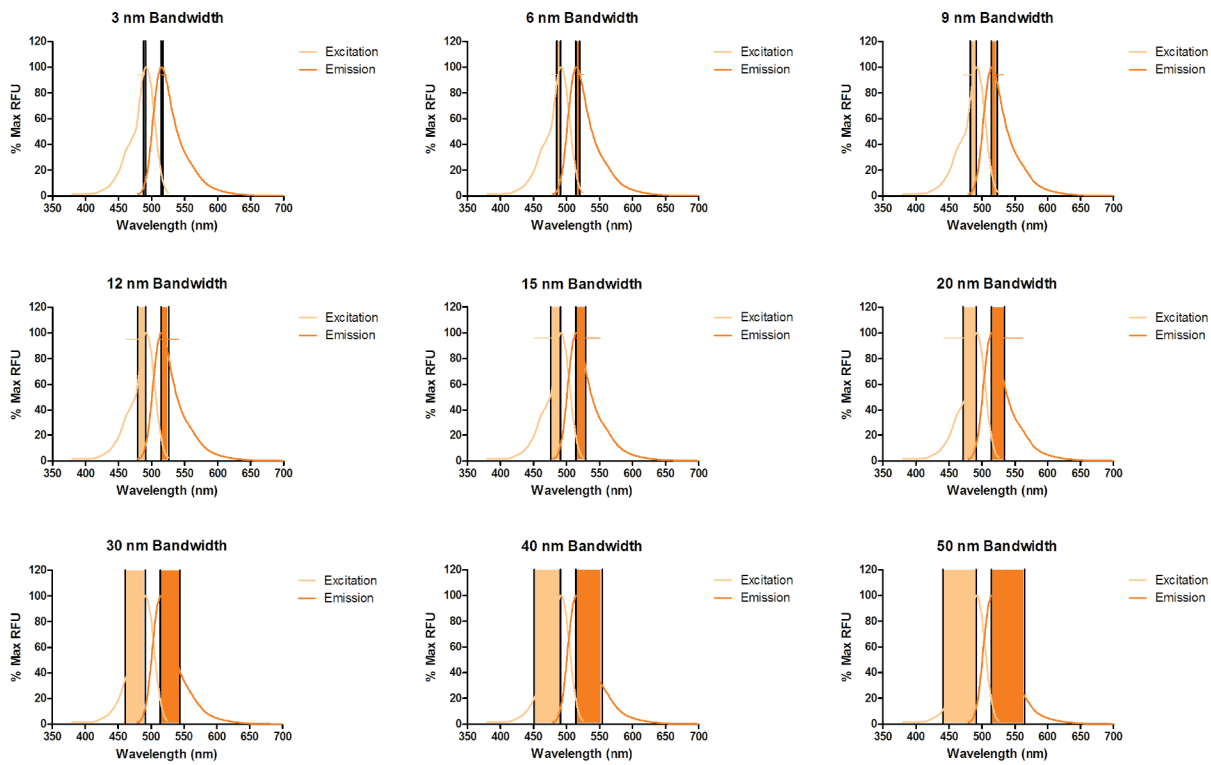 3 nm Bandwidth
120
100
80
60
40
20
0
% Max RFU
350 400 450 500 550 600 650 700
Wavelength (nm)
Excitation
Emission
6 nm Bandwidth
120
100
80
60
40
20
0
% Max RFU
350 400 450 500 550 600 650 700
Wavelength (nm)
Excitation
Emission
9 nm Bandwidth
120
100
80
60
40
20
0
% Max RFU
350 400 450 500 550 600 650 700
Wavelength (nm)
Excitation
Emission
12 nm Bandwidth
120
100
80
60
40
20
0
% Max RFU
350 400 450 500 550 600 650 700
Wavelength (nm)
Excitation
Emission
15 nm Bandwidth
120
100
80
60
40
20
0
% Max RFU
350 400 450 500 550 600 650 700
Wavelength (nm)
Excitation
Emission
20 nm Bandwidth
120
100
80
60
40
20
0
% Max RFU
350 400 450 500 550 600 650 700
Wavelength (nm)
Excitation
Emission
30 nm Bandwidth
120
100
80
60
40
20
0
% Max RFU
350 400 450 500 550 600 650 700
Wavelength (nm)
Excitation
Emission
40 nm Bandwidth
120
100
80
60
40
20
0
% Max RFU
350 400 450 500 550 600 650 700
Wavelength (nm)
Excitation
Emission
50 nm Bandwidth
120
100
80
60
40
20
0
% Max RFU
350 400 450 500 550 600 650 700
Wavelength (nm)
Excitation
Emission